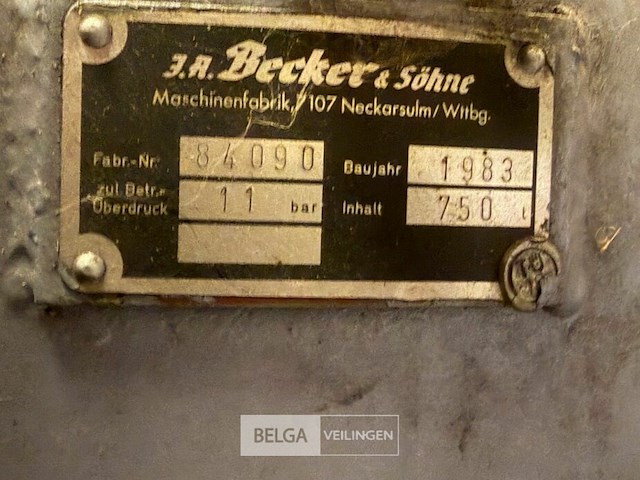 J.A. Becker & Söhne
Maschinenfabrik, 7107 Neckarsulm/Wttbg.
Fabr.-Nr. 84090 Baujahr 1983
zul Betr.- Überdruck 11 bar Inhalt 750 l
BELGA VEILINGEN